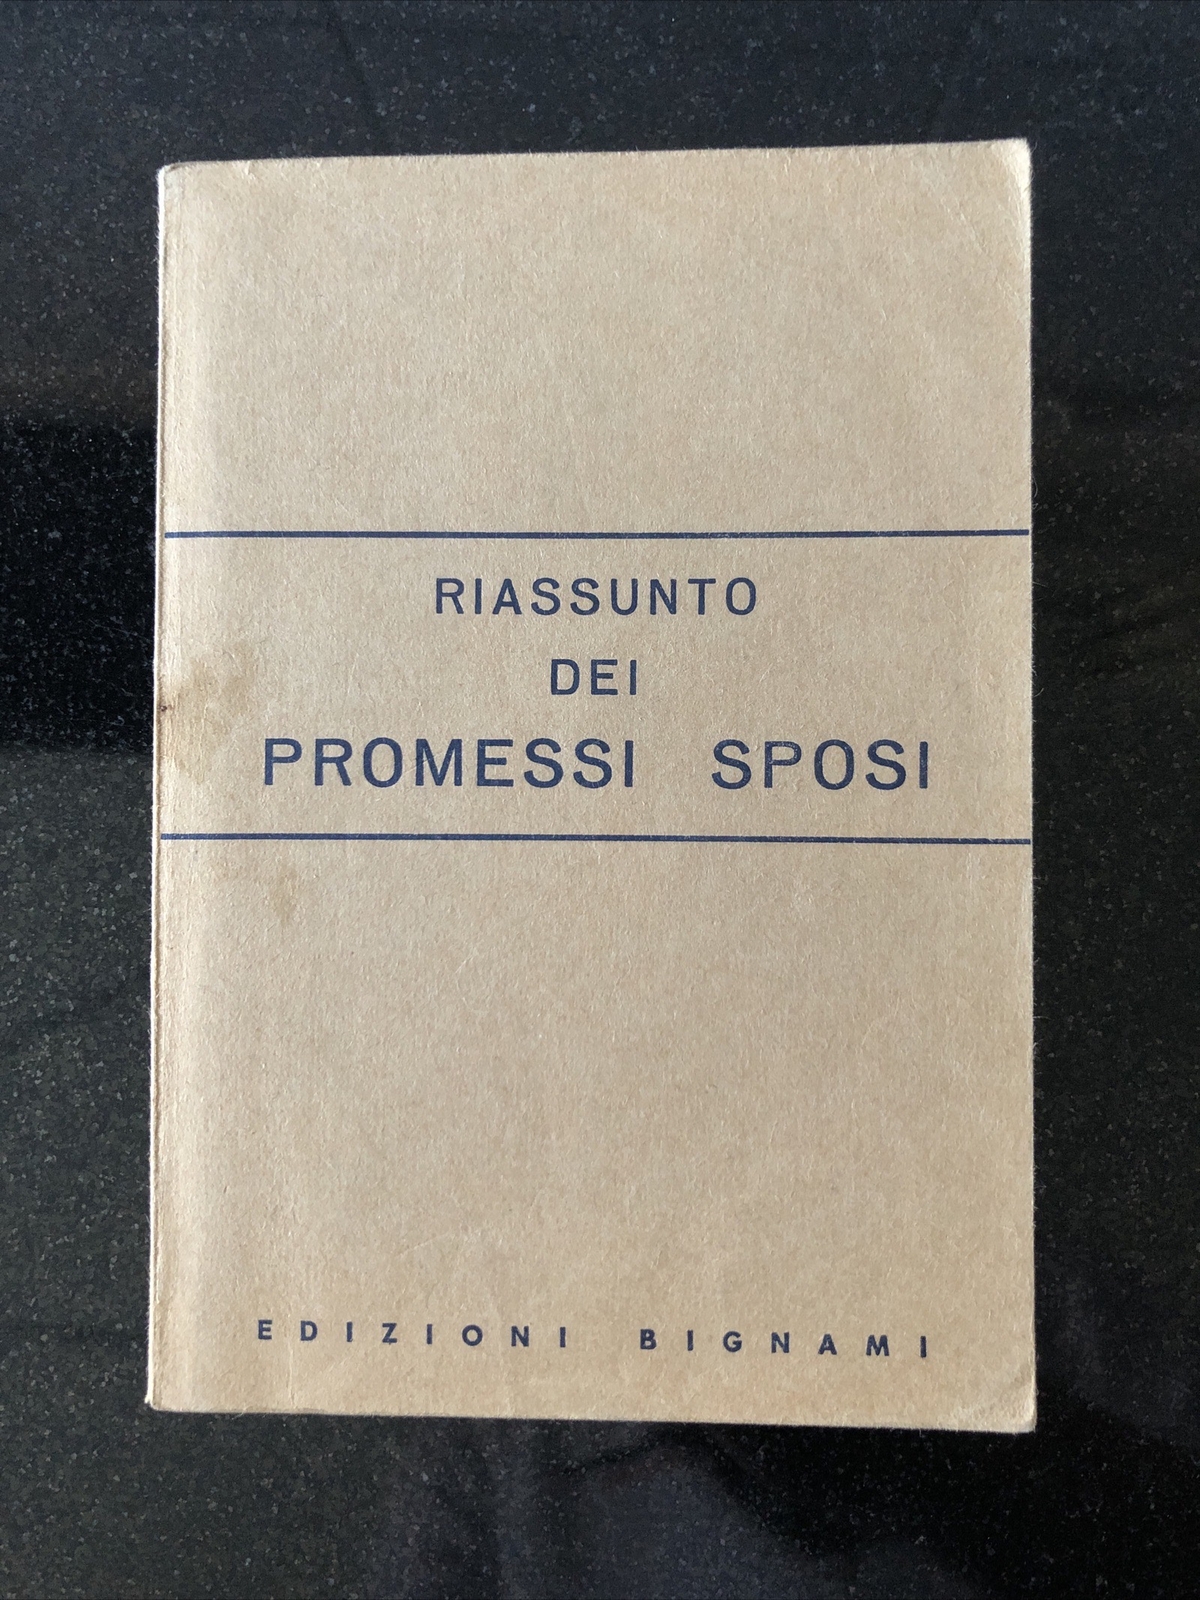 RIASSUNTO
DEI
PROMESSI SPOSI
EDIZIONI BIGNAMI